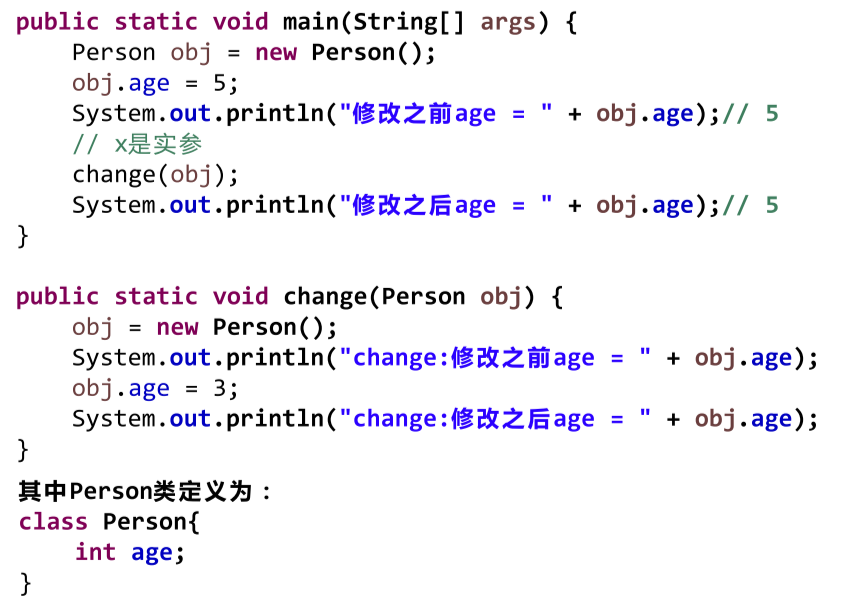 public static void main(String[] args) {
    Person obj = new Person();
    obj.age = 5;
    System.out.println("修改之前age = " + obj.age);// 5
    // x是实参
    change(obj);
    System.out.println("修改之后age = " + obj.age);// 5
}
public static void change(Person obj) {
    obj = new Person();
    System.out.println("change:修改之前age = " + obj.age);
    obj.age = 3;
    System.out.println("change:修改之后age = " + obj.age);
}
其中Person类定义为：
class Person{
    int age;
}